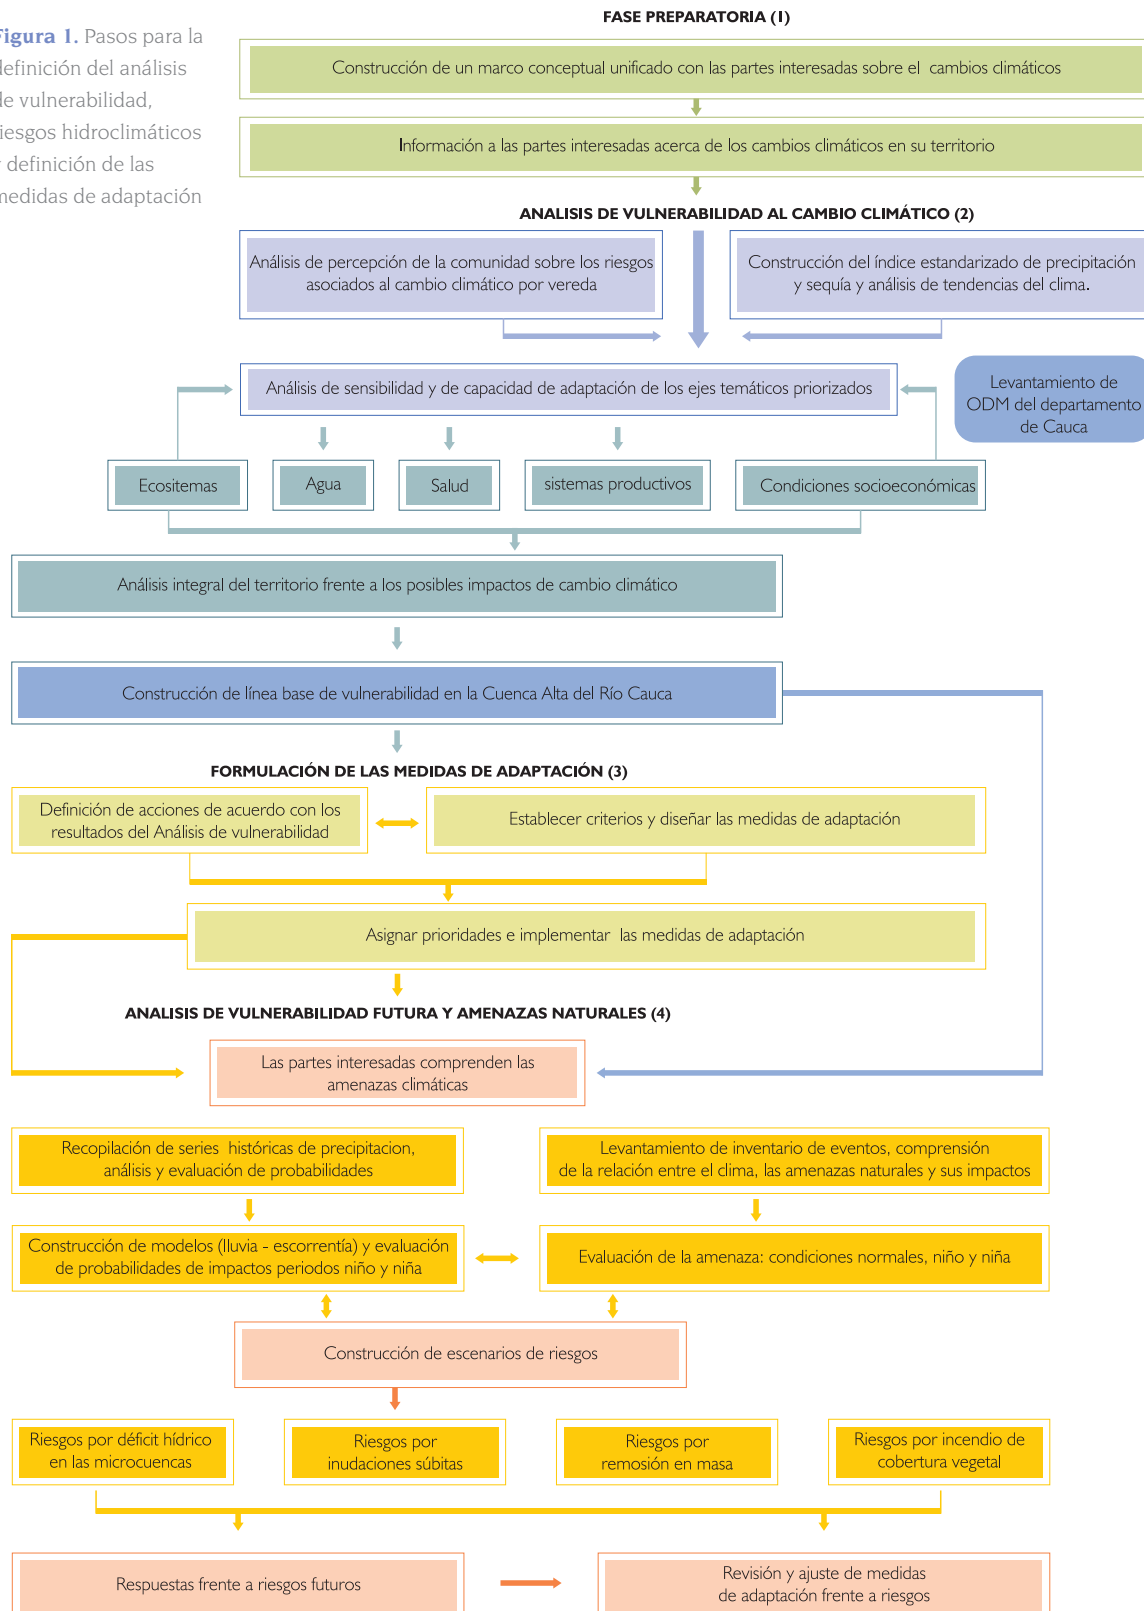 Figura 1. Pasos para la
definición del análisis
de vulnerabilidad,
riesgos hidroclimáticos
y definición de las
medidas de adaptación
FASE PREPARATORIA (1)
Construcción de un marco conceptual unificado con las partes interesadas sobre el cambios climáticos
Información a las partes interesadas acerca de los cambios climáticos en su territorio
ANALISIS DE VULNERABILIDAD AL CAMBIO CLIMÁTICO (2)
Análisis de percepción de la comunidad sobre los riesgos
asociados al cambio climático por vereda
Construcción del índice estandarizado de precipitación
y sequía y análisis de tendencias del clima.
Análisis de sensibilidad y de capacidad de adaptación de los ejes temáticos priorizados
Levantamiento de
ODM del departamento
de Cauca
Ecositemas
Agua
Salud
sistemas productivos
Condiciones socioeconómicas
Análisis integral del territorio frente a los posibles impactos de cambio climático
Construcción de línea base de vulnerabilidad en la Cuenca Alta del Río Cauca
FORMULACIÓN DE LAS MEDIDAS DE ADAPTACIÓN (3)
Definición de acciones de acuerdo con los
resultados del Análisis de vulnerabilidad
Establecer criterios y diseñar las medidas de adaptación
Asignar prioridades e implementar las medidas de adaptación
ANALISIS DE VULNERABILIDAD FUTURA Y AMENAZAS NATURALES (4)
Las partes interesadas comprenden las
amenazas climáticas
Recopilación de series históricas de precipitacion,
análisis y evaluación de probabilidades
Levantamiento de inventario de eventos, comprensión
de la relación entre el clima, las amenazas naturales y sus impactos
Construcción de modelos (lluvia - escorrentía) y evaluación
de probabilidades de impactos periodos niño y niña
Evaluación de la amenaza: condiciones normales, niño y niña
Construcción de escenarios de riesgos
Riesgos por déficit hídrico
en las microcuencas
Riesgos por
inudaciones súbitas
Riesgos por
remosión en masa
Riesgos por incendio de
cobertura vegetal
Respuestas frente a riesgos futuros
Revisión y ajuste de medidas
de adaptación frente a riesgos